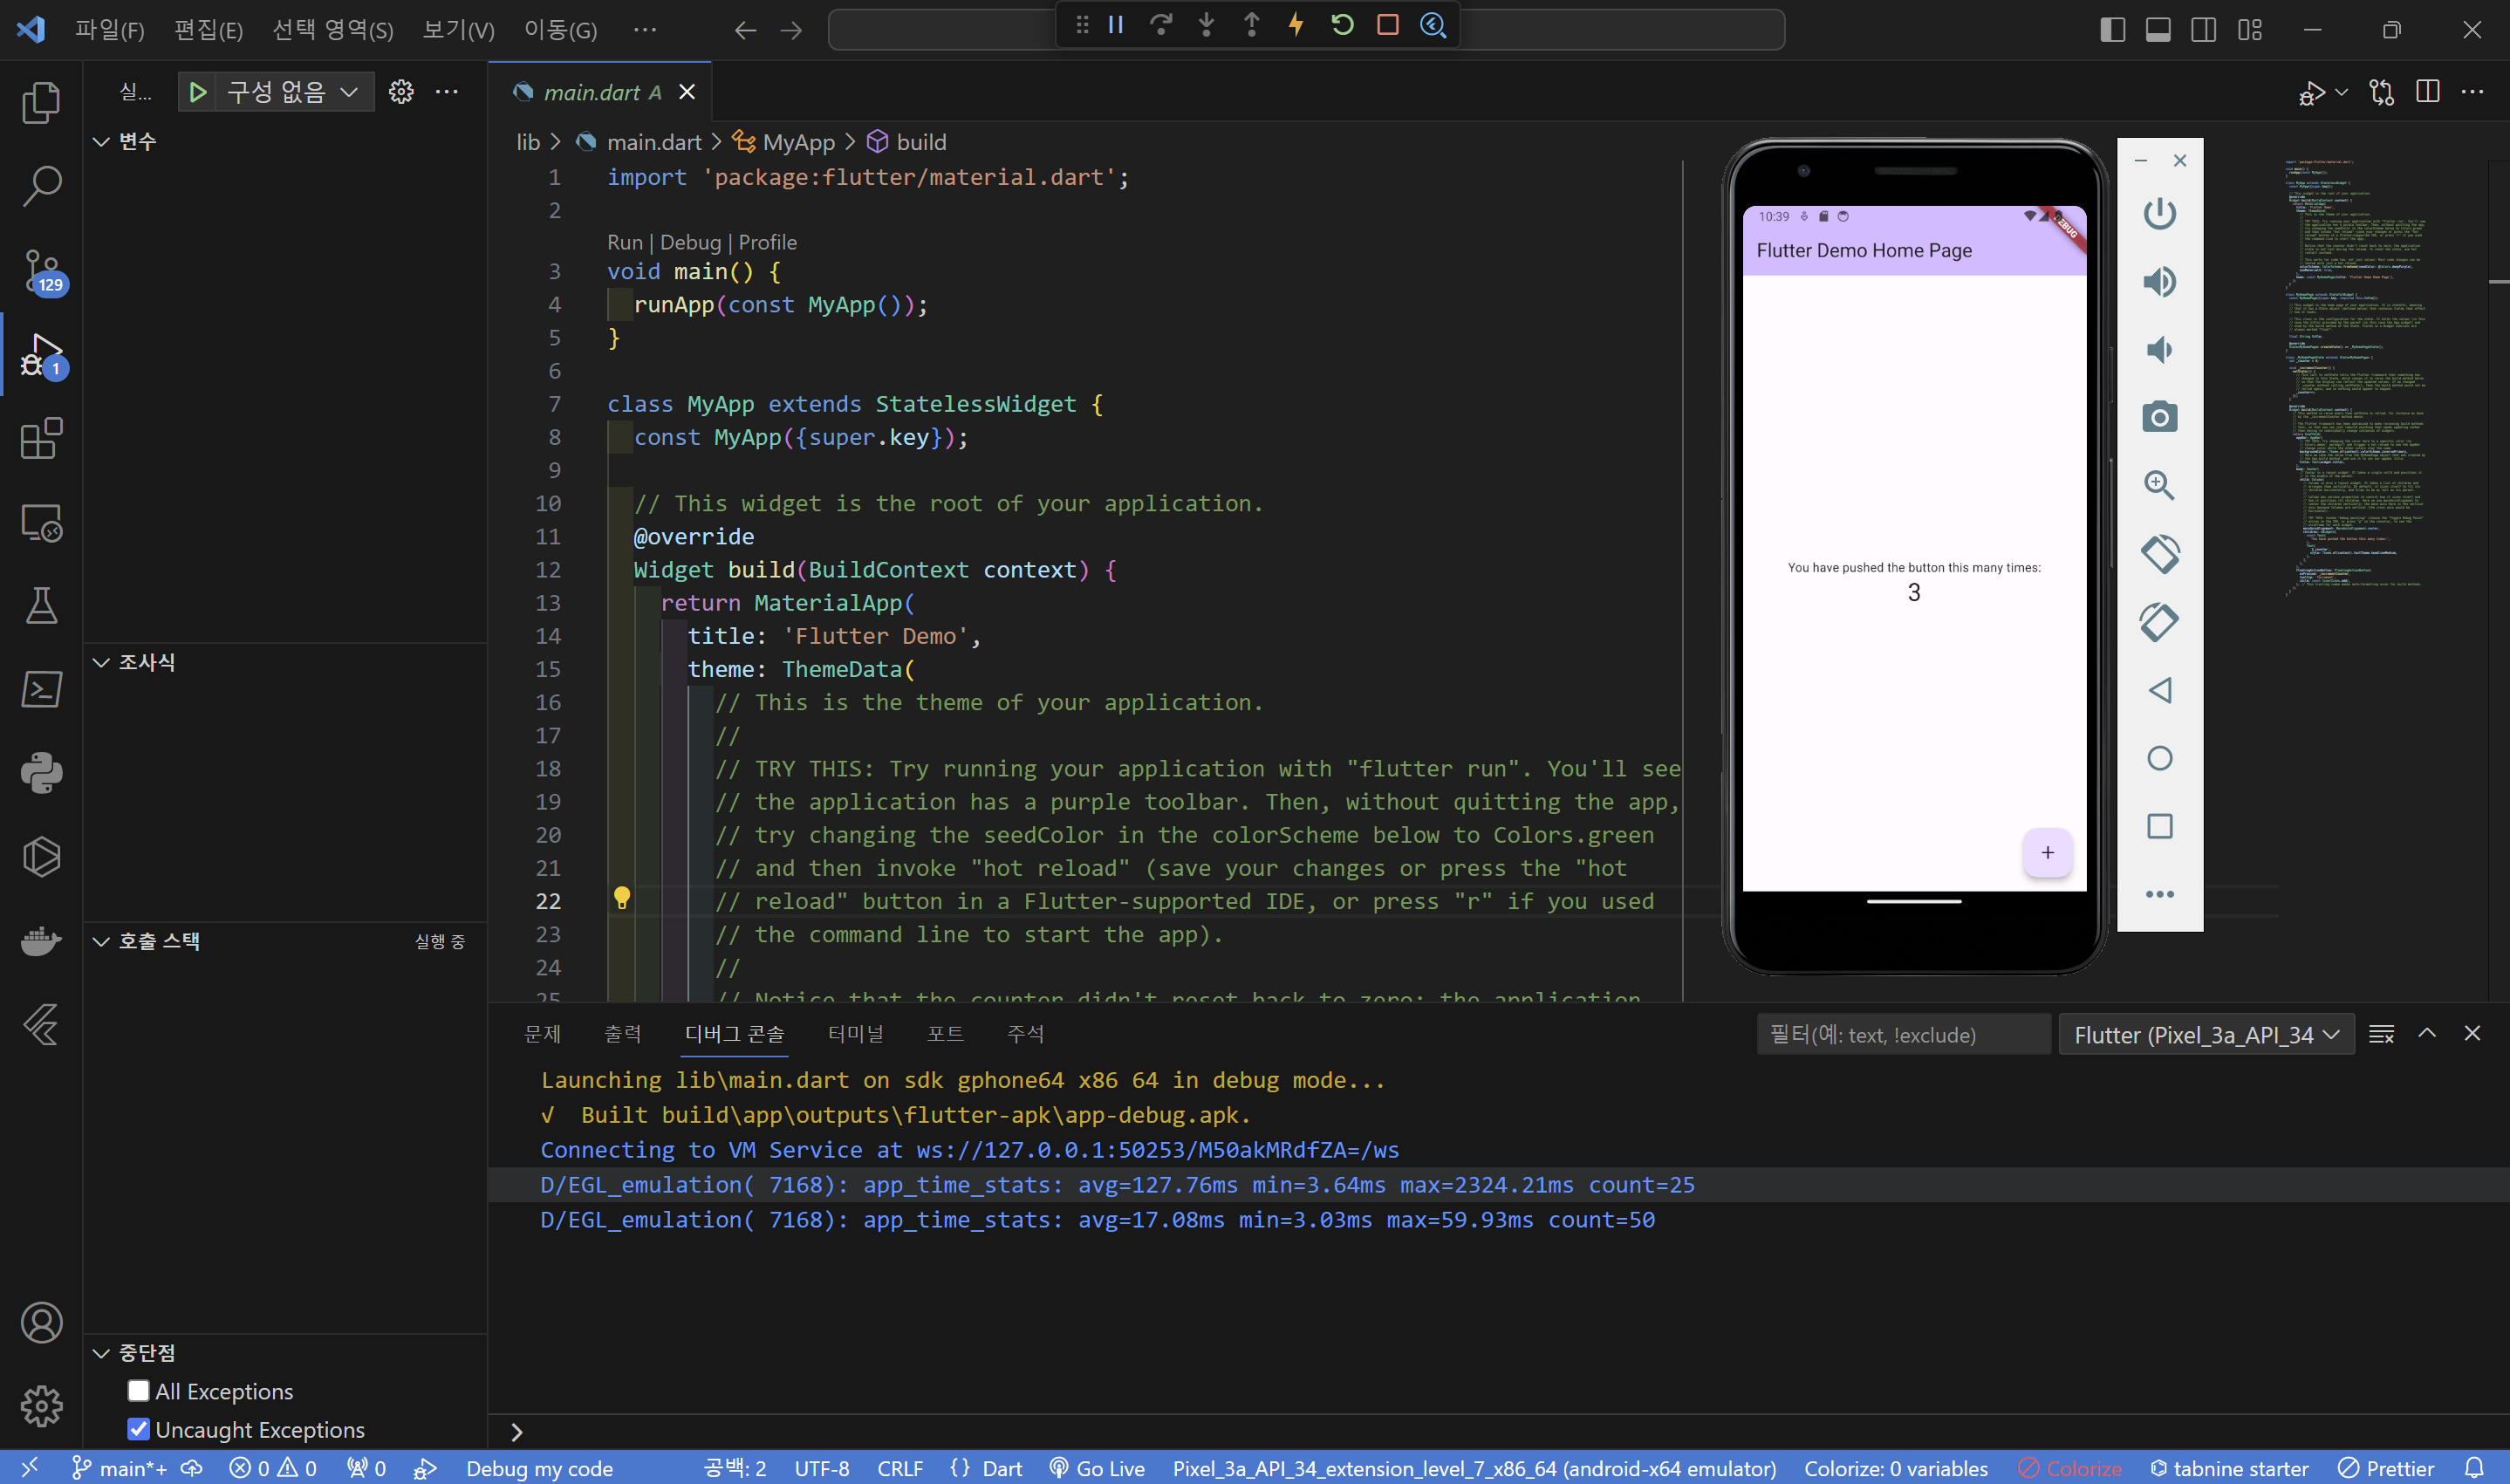 파일(F) 편집(E) 선택 영역(S) 보기(V) 이동(G) ···
실... 구성 없음
main.dart A
변수
lib > main.dart > MyApp > build
1 import 'package:flutter/material.dart';
2
Run | Debug | Profile
3 void main() {
4 runApp(const MyApp());
5 }
6
7 class MyApp extends StatelessWidget {
8 const MyApp({super.key});
9
10 // This widget is the root of your application.
11 @override
12 Widget build(BuildContext context) {
13 return MaterialApp(
14 title: 'Flutter Demo',
15 theme: ThemeData(
16 // This is the theme of your application.
17 //
18 // TRY THIS: Try running your application with "flutter run". You'll see
19 // the application has a purple toolbar. Then, without quitting the app,
20 // try changing the seedColor in the colorScheme below to Colors.green
21 // and then invoke "hot reload" (save your changes or press the "hot
22 // reload" button in a Flutter-supported IDE, or press "r" if you used
23 // the command line to start the app).
24 //
25 // Notice that the counter didn't reset back to zero; the application
129
1
조사식
호출 스택 실행 중
중단점
All Exceptions
Uncaught Exceptions
10:39
DEBUG
Flutter Demo Home Page
You have pushed the button this many times:
3
+
문제 출력 디버그 콘솔 터미널 포트 주석
필터(예: text, !exclude) Flutter (Pixel_3a_API_34
Launching lib\main.dart on sdk gphone64 x86 64 in debug mode...
√ Built build\app\outputs\flutter-apk\app-debug.apk.
Connecting to VM Service at ws://127.0.0.1:50253/M50akMRdfZA=/ws
D/EGL_emulation( 7168): app_time_stats: avg=127.76ms min=3.64ms max=2324.21ms count=25
D/EGL_emulation( 7168): app_time_stats: avg=17.08ms min=3.03ms max=59.93ms count=50
main*+ 0 0 0 Debug my code 공백: 2 UTF-8 CRLF {} Dart Go Live Pixel_3a_API_34_extension_level_7_x86_64 (android-x64 emulator) Colorize: 0 variables Colorize tabnine starter Prettier